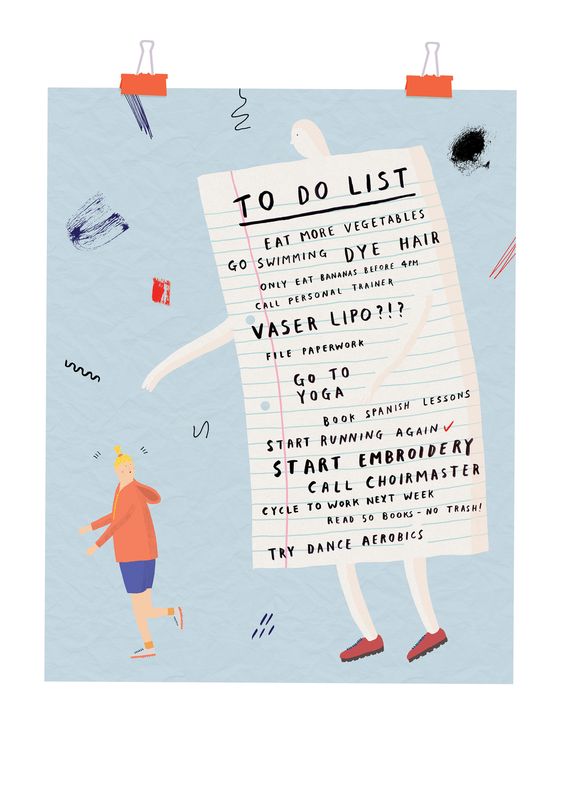 TO DO LIST
EAT MORE VEGETABLES
GO SWIMMING DYE HAIR
ONLY EAT BANANAS BEFORE 4PM
CALL PERSONAL TRAINER
VASER LIPO?!?
FILE PAPERWORK
GO TO
YOGA
BOOK SPANISH LESSONS
START RUNNING AGAIN ✓
START EMBROIDERY
CALL CHOIRMASTER
CYCLE TO WORK NEXT WEEK
READ 50 BOOKS - NO TRASH!
TRY DANCE AEROBICS